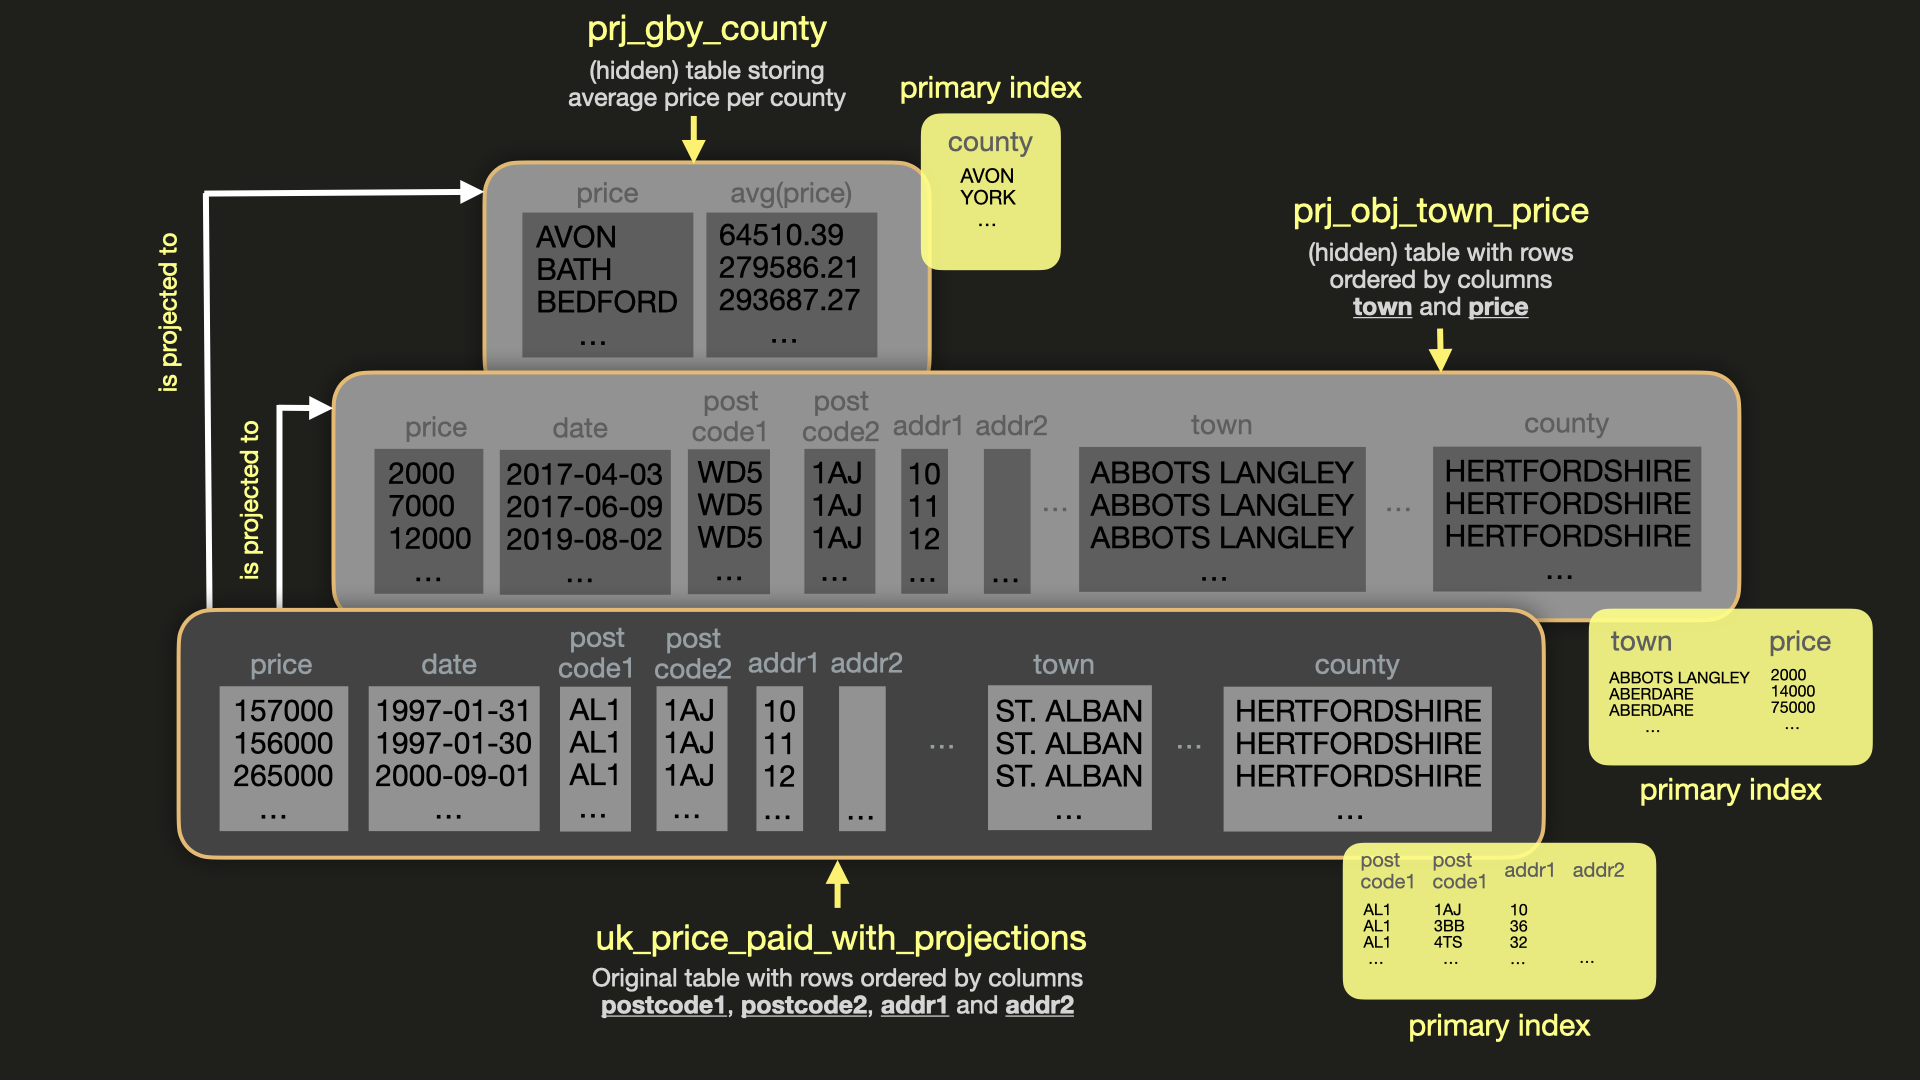 prj_gby_county
(hidden) table storing
average price per county
primary index
county
AVON
YORK
...
price avg(price)
AVON 64510.39
BATH 279586.21
BEDFORD 293687.27
... ...
is projected to
prj_obj_town_price
(hidden) table with rows
ordered by columns
town and price
is projected to
price date post code1 post code2 addr1 addr2 town county
2000 2017-04-03 WD5 1AJ 10 ABBOTS LANGLEY HERTFORDSHIRE
7000 2017-06-09 WD5 1AJ 11 ... ABBOTS LANGLEY ... HERTFORDSHIRE
12000 2019-08-02 WD5 1AJ 12 ABBOTS LANGLEY HERTFORDSHIRE
... ... ... ... ... ... ... ...
price date post code1 post code2 addr1 addr2 town county
157000 1997-01-31 AL1 1AJ 10 ST. ALBAN HERTFORDSHIRE
156000 1997-01-30 AL1 1AJ 11 ... ST. ALBAN ... HERTFORDSHIRE
265000 2000-09-01 AL1 1AJ 12 ST. ALBAN HERTFORDSHIRE
... ... ... ... ... ... ... ...
town price
ABBOTS LANGLEY 2000
ABERDARE 14000
ABERDARE 75000
... ...
primary index
post code1 post code1 addr1 addr2
AL1 1AJ 10
AL1 3BB 36
AL1 4TS 32
... ... ... ...
primary index
uk_price_paid_with_projections
Original table with rows ordered by columns
postcode1, postcode2, addr1 and addr2